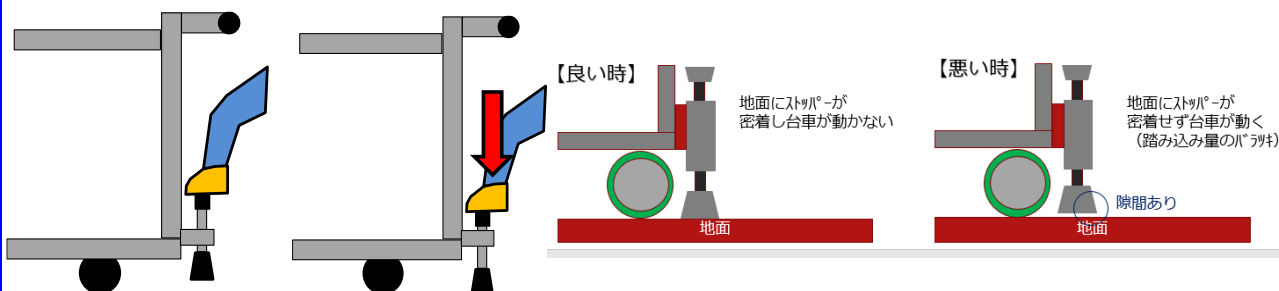 【良い時】
地面にｽﾄｯﾊﾟｰが
密着し台車が動かない
地面
【悪い時】
地面にｽﾄｯﾊﾟｰが
密着せず台車が動く
（踏み込み量のﾊﾞﾗﾂｷ）
隙間あり
地面